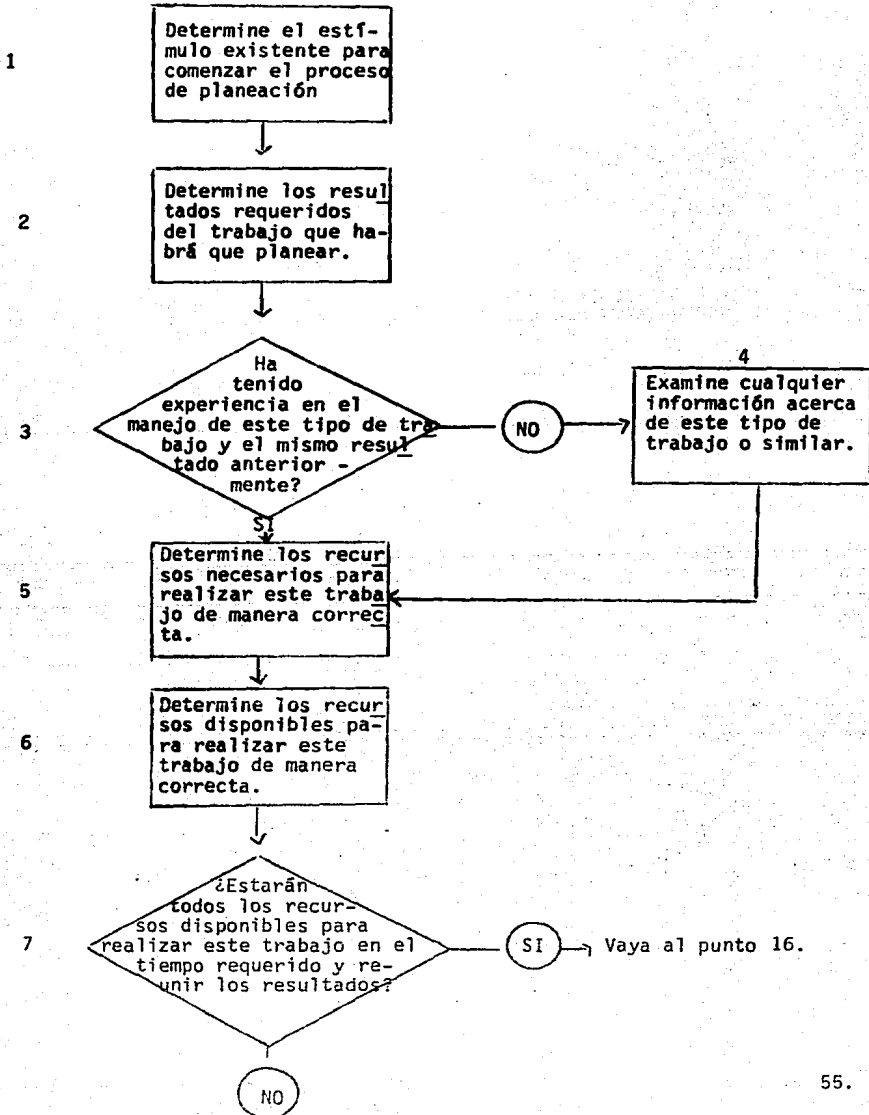 1
Determine el estí-
mulo existente para
comenzar el proceso
de planeación
2
Determine los resul
tados requeridos
del trabajo que ha-
brá que planear.
3
Ha
tenido
experiencia en el
manejo de este tipo de tra
bajo y el mismo resul
tado anterior -
mente?
NO
4
Examine cualquier
información acerca
de este tipo de
trabajo o similar.
SI
5
Determine los recur
sos necesarios para
realizar este traba
jo de manera correc
ta.
6
Determine los recur
sos disponibles pa-
ra realizar este
trabajo de manera
correcta.
7
¿Estarán
todos los recur-
sos disponibles para
realizar este trabajo en el
tiempo requerido y re-
unir los resultados?
SI
Vaya al punto 16.
NO
55.